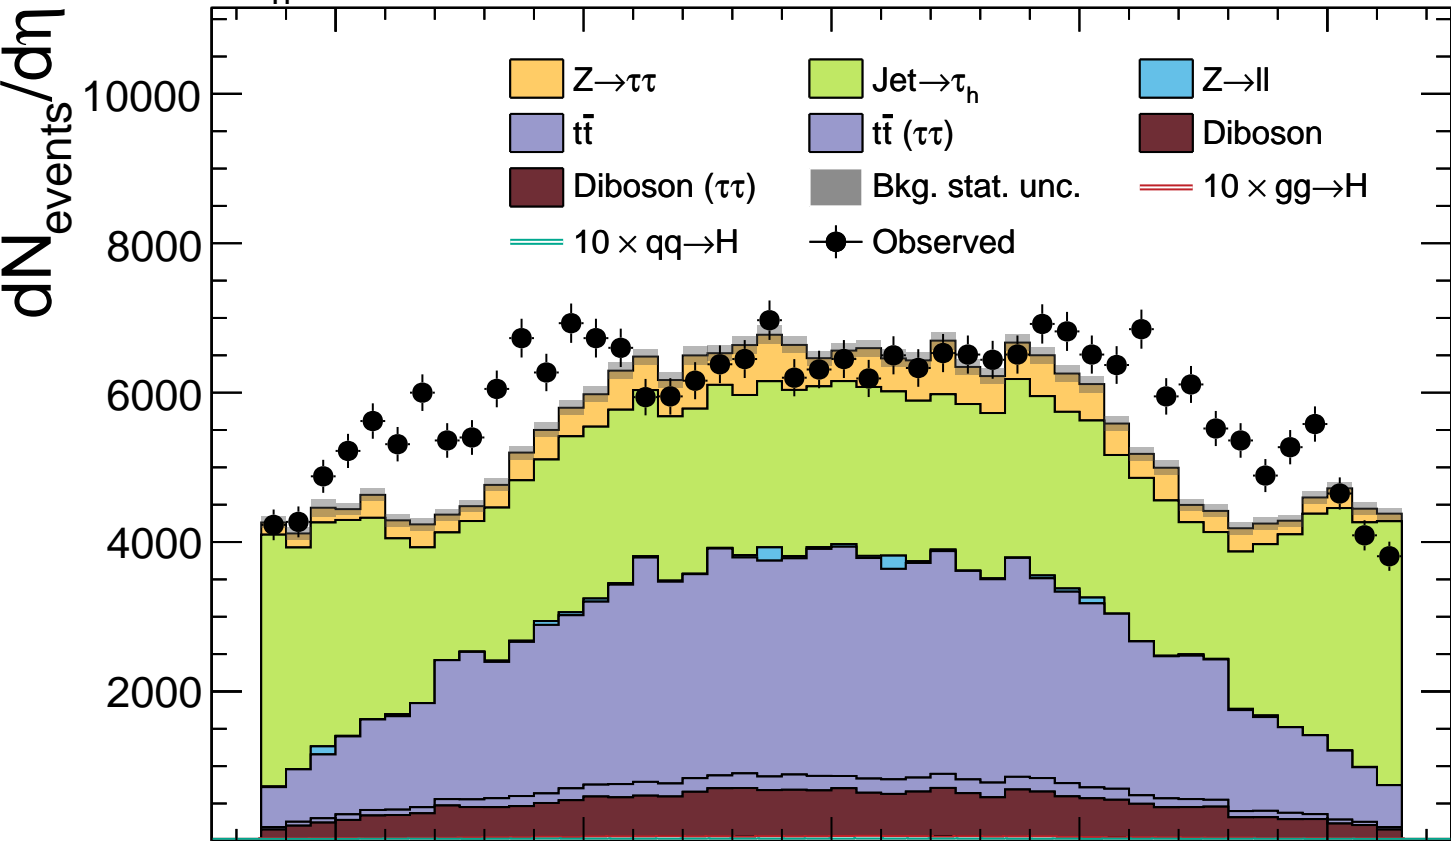 dN_events/dη
10000
8000
6000
4000
2000
Z→ττ Jet→τ_h Z→ll
tt̄ tt̄ (ττ) Diboson
Diboson (ττ) Bkg. stat. unc. 10 × gg→H
10 × qq→H Observed